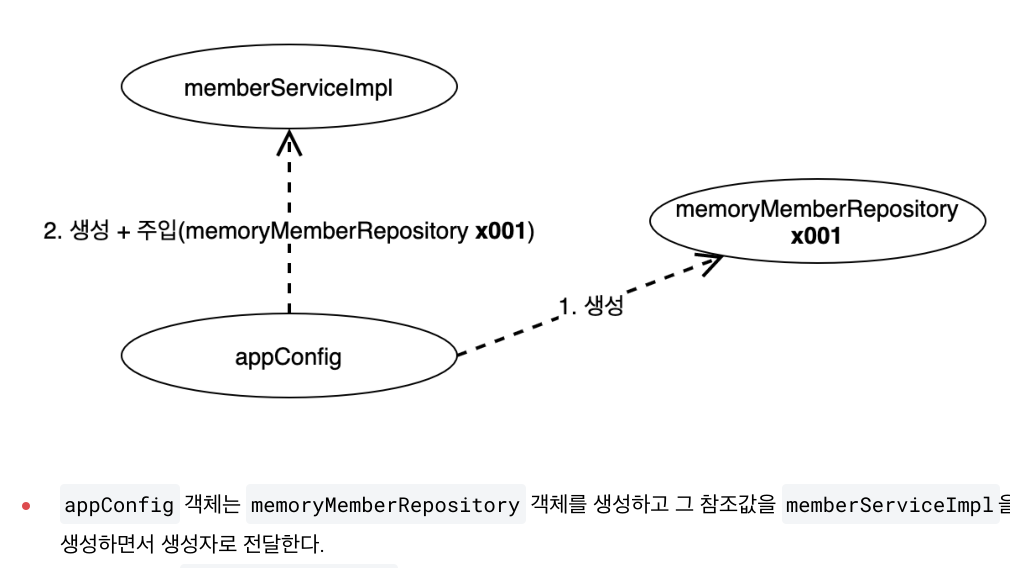 memberServiceImpl
memoryMemberRepository
x001
2. 생성 + 주입(memoryMemberRepository x001)
1. 생성
appConfig
appConfig 객체는 memoryMemberRepository 객체를 생성하고 그 참조값을 memberServiceImpl 을
생성하면서 생성자로 전달한다.